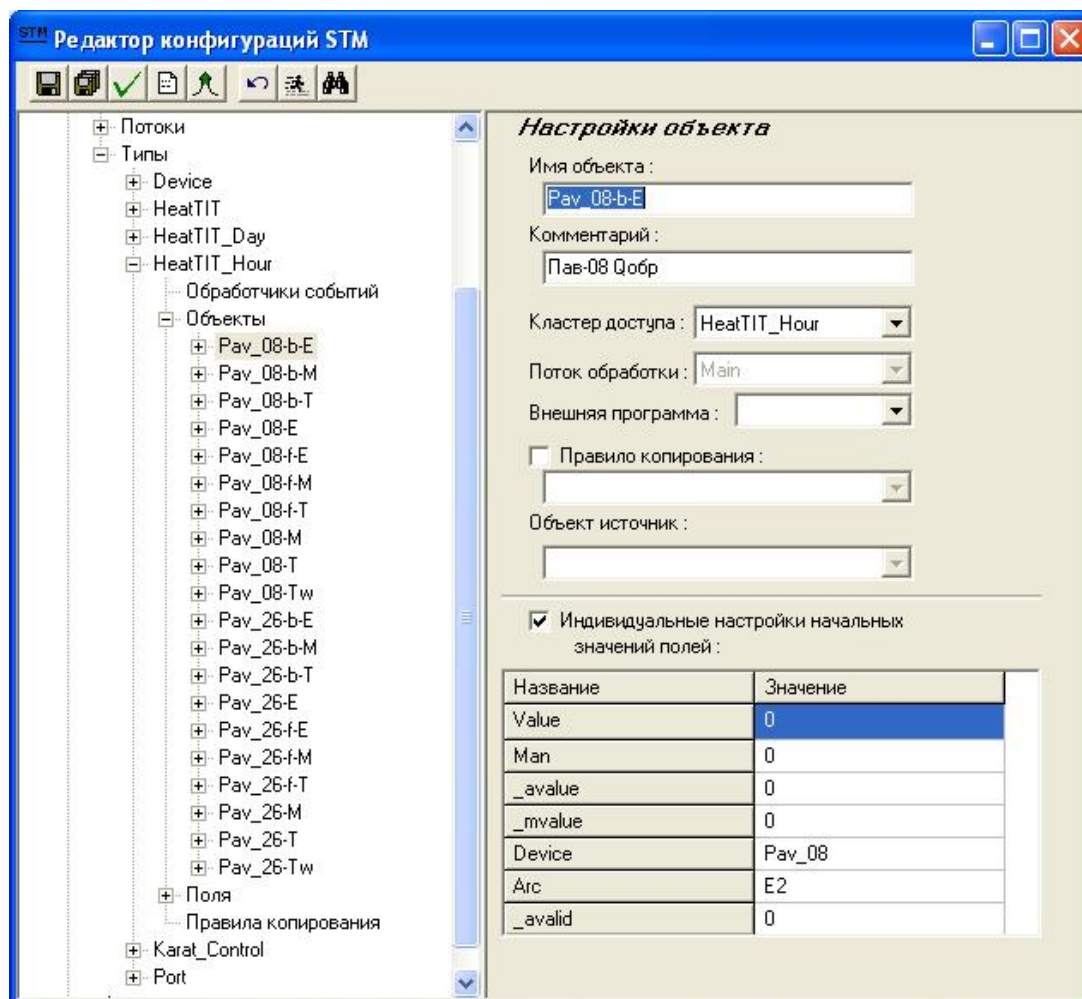 STM Редактор конфигураций STM
Потоки
Типы
Device
HeatTIT
HeatTIT_Day
HeatTIT_Hour
Обработчики событий
Объекты
Pav_08-b-E
Pav_08-b-M
Pav_08-b-T
Pav_08-E
Pav_08-f-E
Pav_08-f-M
Pav_08-f-T
Pav_08-M
Pav_08-T
Pav_08-Tw
Pav_26-b-E
Pav_26-b-M
Pav_26-b-T
Pav_26-E
Pav_26-f-E
Pav_26-f-M
Pav_26-f-T
Pav_26-M
Pav_26-T
Pav_26-Tw
Поля
Правила копирования
Karat_Control
Port
Настройки объекта
Имя объекта :
Pav_08-b-E
Комментарий :
Пав-08 Qобр
Кластер доступа : HeatTIT_Hour
Поток обработки : Main
Внешняя программа :
Правило копирования :
Объект источник :
Индивидуальные настройки начальных
значений полей :
Название Значение
Value 0
Man 0
_avalue 0
_mvalue 0
Device Pav_08
Arc E2
_avalid 0